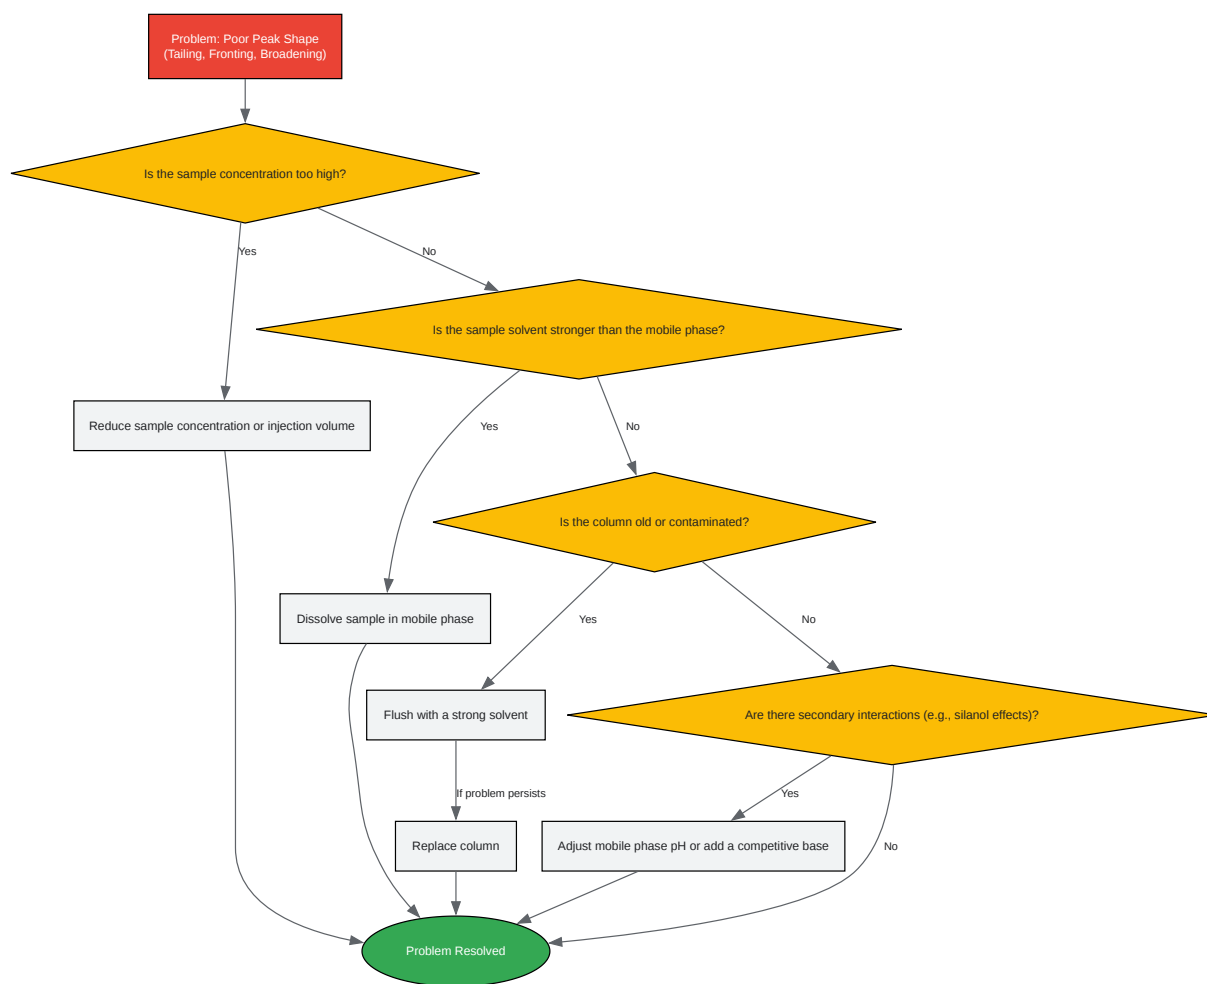 Problem: Poor Peak Shape
(Tailing, Fronting, Broadening)
Is the sample concentration too high?
Yes
No
Is the sample solvent stronger than the mobile phase?
Reduce sample concentration or injection volume
Yes
No
Is the column old or contaminated?
Dissolve sample in mobile phase
Yes
No
Flush with a strong solvent
Are there secondary interactions (e.g., silanol effects)?
If problem persists
Yes
Replace column
Adjust mobile phase pH or add a competitive base
No
Problem Resolved